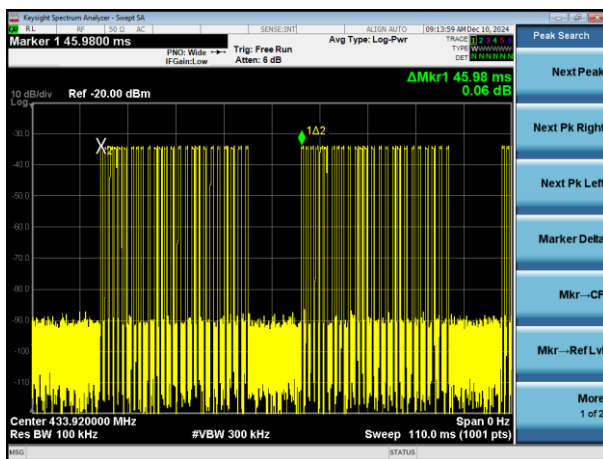 Keysight Spectrum Analyzer - Swept SA
RL RF 50 Ω AC SENSE:INT ALIGN AUTO 09:13:59 AM Dec 10, 2024
Marker 1 45.9800 ms
PNO: Wide
IFGain:Low
Trig: Free Run
Atten: 6 dB
Avg Type: Log-Pwr
TRACE 1 2 3 4 5 6
TYPE W
DET N N N N N N
Peak Search
ΔMkr1 45.98 ms
0.06 dB
10 dB/div
Log
Ref -20.00 dBm
-30.0
-40.0
-50.0
-60.0
-70.0
-80.0
-90.0
-100
-110
X2
1Δ2
Center 433.920000 MHz
Span 0 Hz
Res BW 100 kHz
#VBW 300 kHz
Sweep 110.0 ms (1001 pts)
MSG
STATUS
Next Peak
Next Pk Right
Next Pk Left
Marker Delta
Mkr→CF
Mkr→Ref Lvl
More
1 of 2